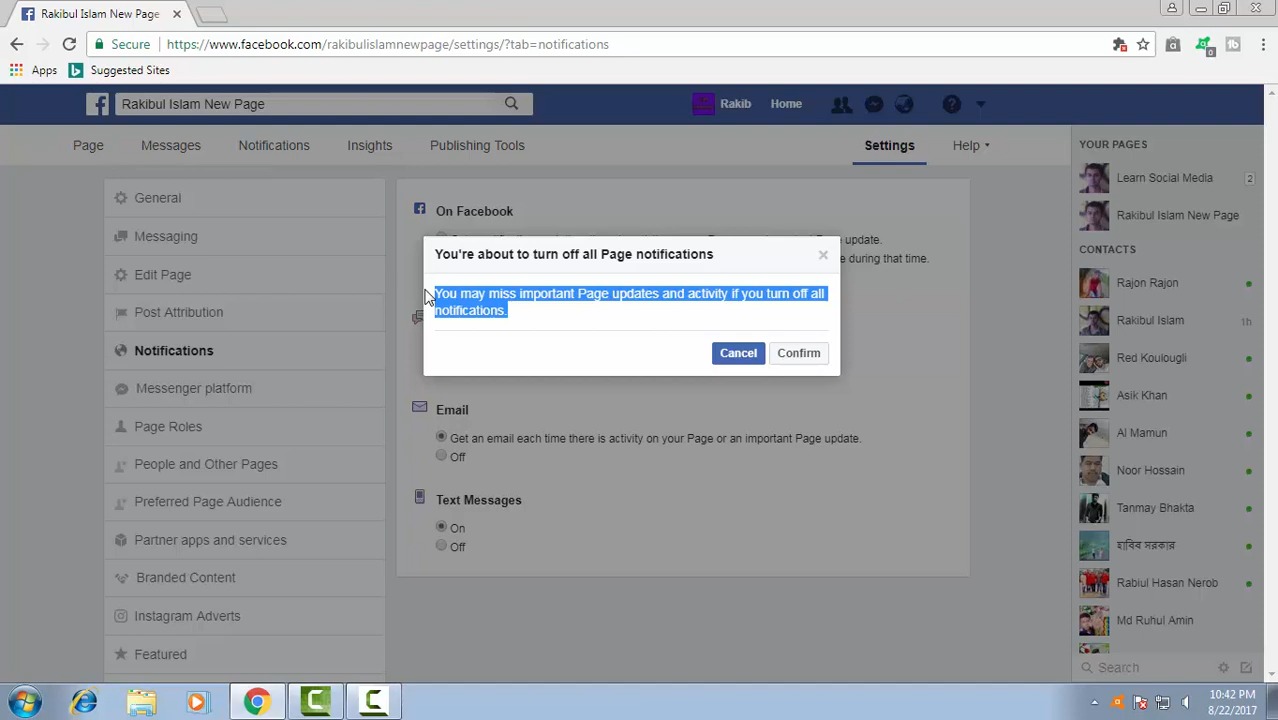 Rakibul Islam New Page
Secure
https://www.facebook.com/rakibulislamnewpage/settings/?tab=notifications
0
Apps
Suggested Sites
Rakibul Islam New Page
Rakib
Home
Page
Messages
Notifications
Insights
Publishing Tools
Settings
Help
General
Messaging
Edit Page
Post Attribution
Notifications
Messenger platform
Page Roles
People and Other Pages
Preferred Page Audience
Partner apps and services
Branded Content
Instagram Adverts
Featured
On Facebook
update.
during that time.
You're about to turn off all Page notifications
You may miss important Page updates and activity if you turn off all
notifications.
Cancel
Confirm
Email
Get an email each time there is activity on your Page or an important Page update.
Off
Text Messages
On
Off
YOUR PAGES
Learn Social Media
2
Rakibul Islam New Page
CONTACTS
Rajon Rajon
Rakibul Islam
1h
Red Koulougli
Asik Khan
Al Mamun
Noor Hossain
Tanmay Bhakta
হাবিব সরকার
Rabiul Hasan Nerob
Md Ruhul Amin
Search
10:42 PM
8/22/2017